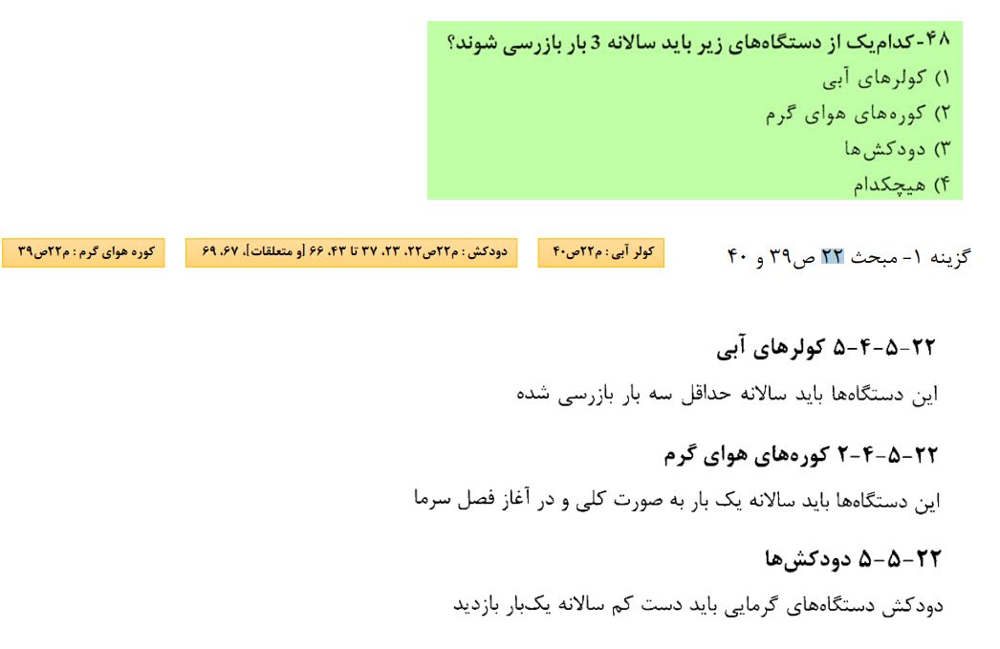 ۴۸-کدام‌یک از دستگاه‌های زیر باید سالانه 3 بار بازرسی شوند؟
۱) کولرهای آبی
۲) کوره‌های هوای گرم
۳) دودکش‌ها
۴) هیچکدام
گزینه ۱- مبحث ۲۲ ص۳۹ و ۴۰
کولر آبی : م۲۲ص۴۰
دودکش : م۲۲ص۲۲، ۲۳، ۳۷ تا ۴۳، ۶۶ [و متعلقات]، ۶۷، ۶۹
کوره هوای گرم : م۲۲ص۳۹
۲۲-۵-۴-۵ کولرهای آبی
این دستگاه‌ها باید سالانه حداقل سه بار بازرسی شده
۲۲-۵-۴-۲ کوره‌های هوای گرم
این دستگاه‌ها باید سالانه یک بار به صورت کلی و در آغاز فصل سرما
۲۲-۵-۵ دودکش‌ها
دودکش دستگاه‌های گرمایی باید دست کم سالانه یک‌بار بازدید